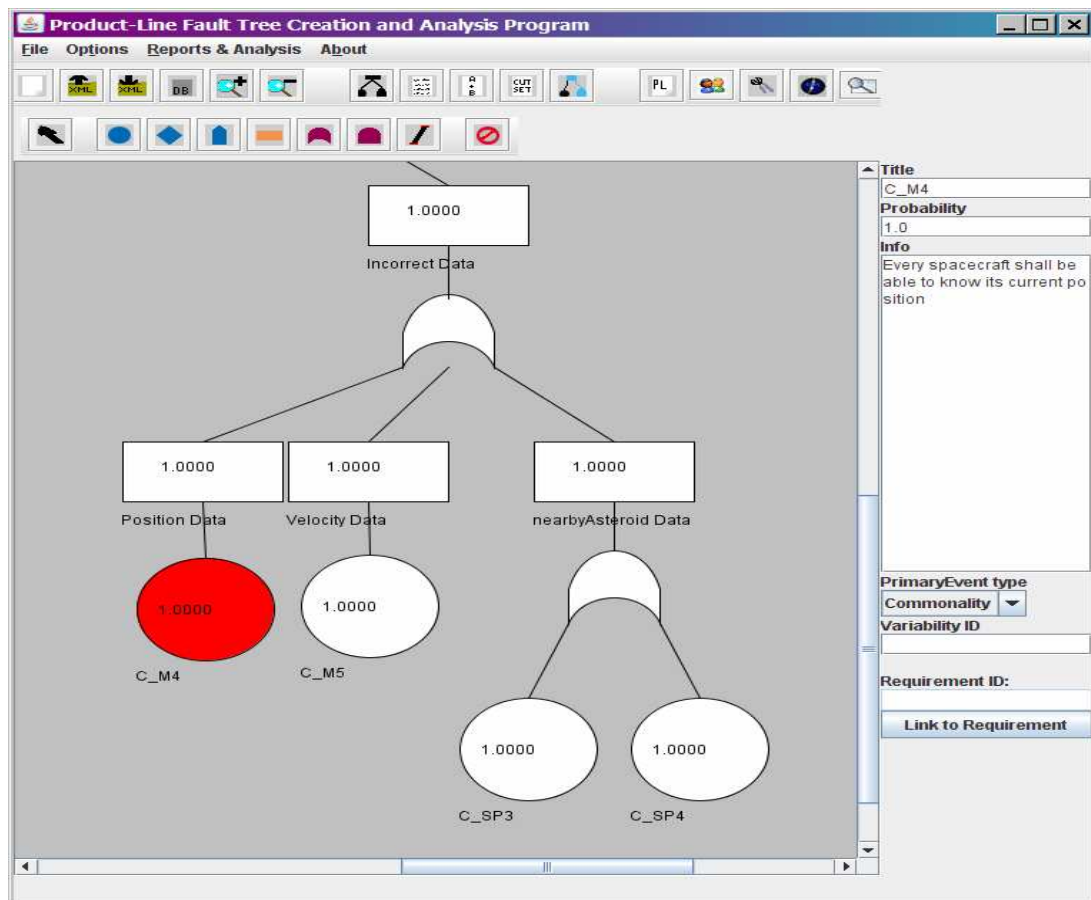 Product-Line Fault Tree Creation and Analysis Program
File Options Reports & Analysis About
XML XML DB A + B CUT SET PL
Title
C_M4
Probability
1.0
Info
Every spacecraft shall be
able to know its current po
sition
PrimaryEvent type
Commonality
Variability ID
Requirement ID:
Link to Requirement
1.0000
Incorrect Data
1.0000 1.0000 1.0000
Position Data Velocity Data nearbyAsteroid Data
1.0000 1.0000
C_M4 C_M5
1.0000 1.0000
C_SP3 C_SP4